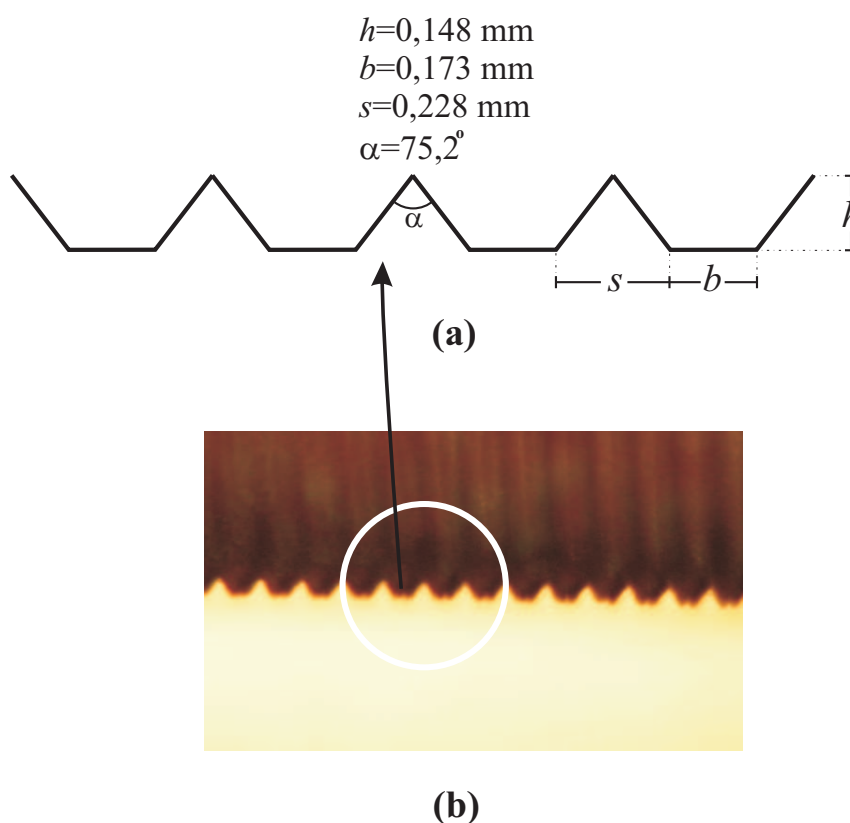 h=0,148 mm
b=0,173 mm
s=0,228 mm
α=75,2°
α
h
s
b
(a)
(b)